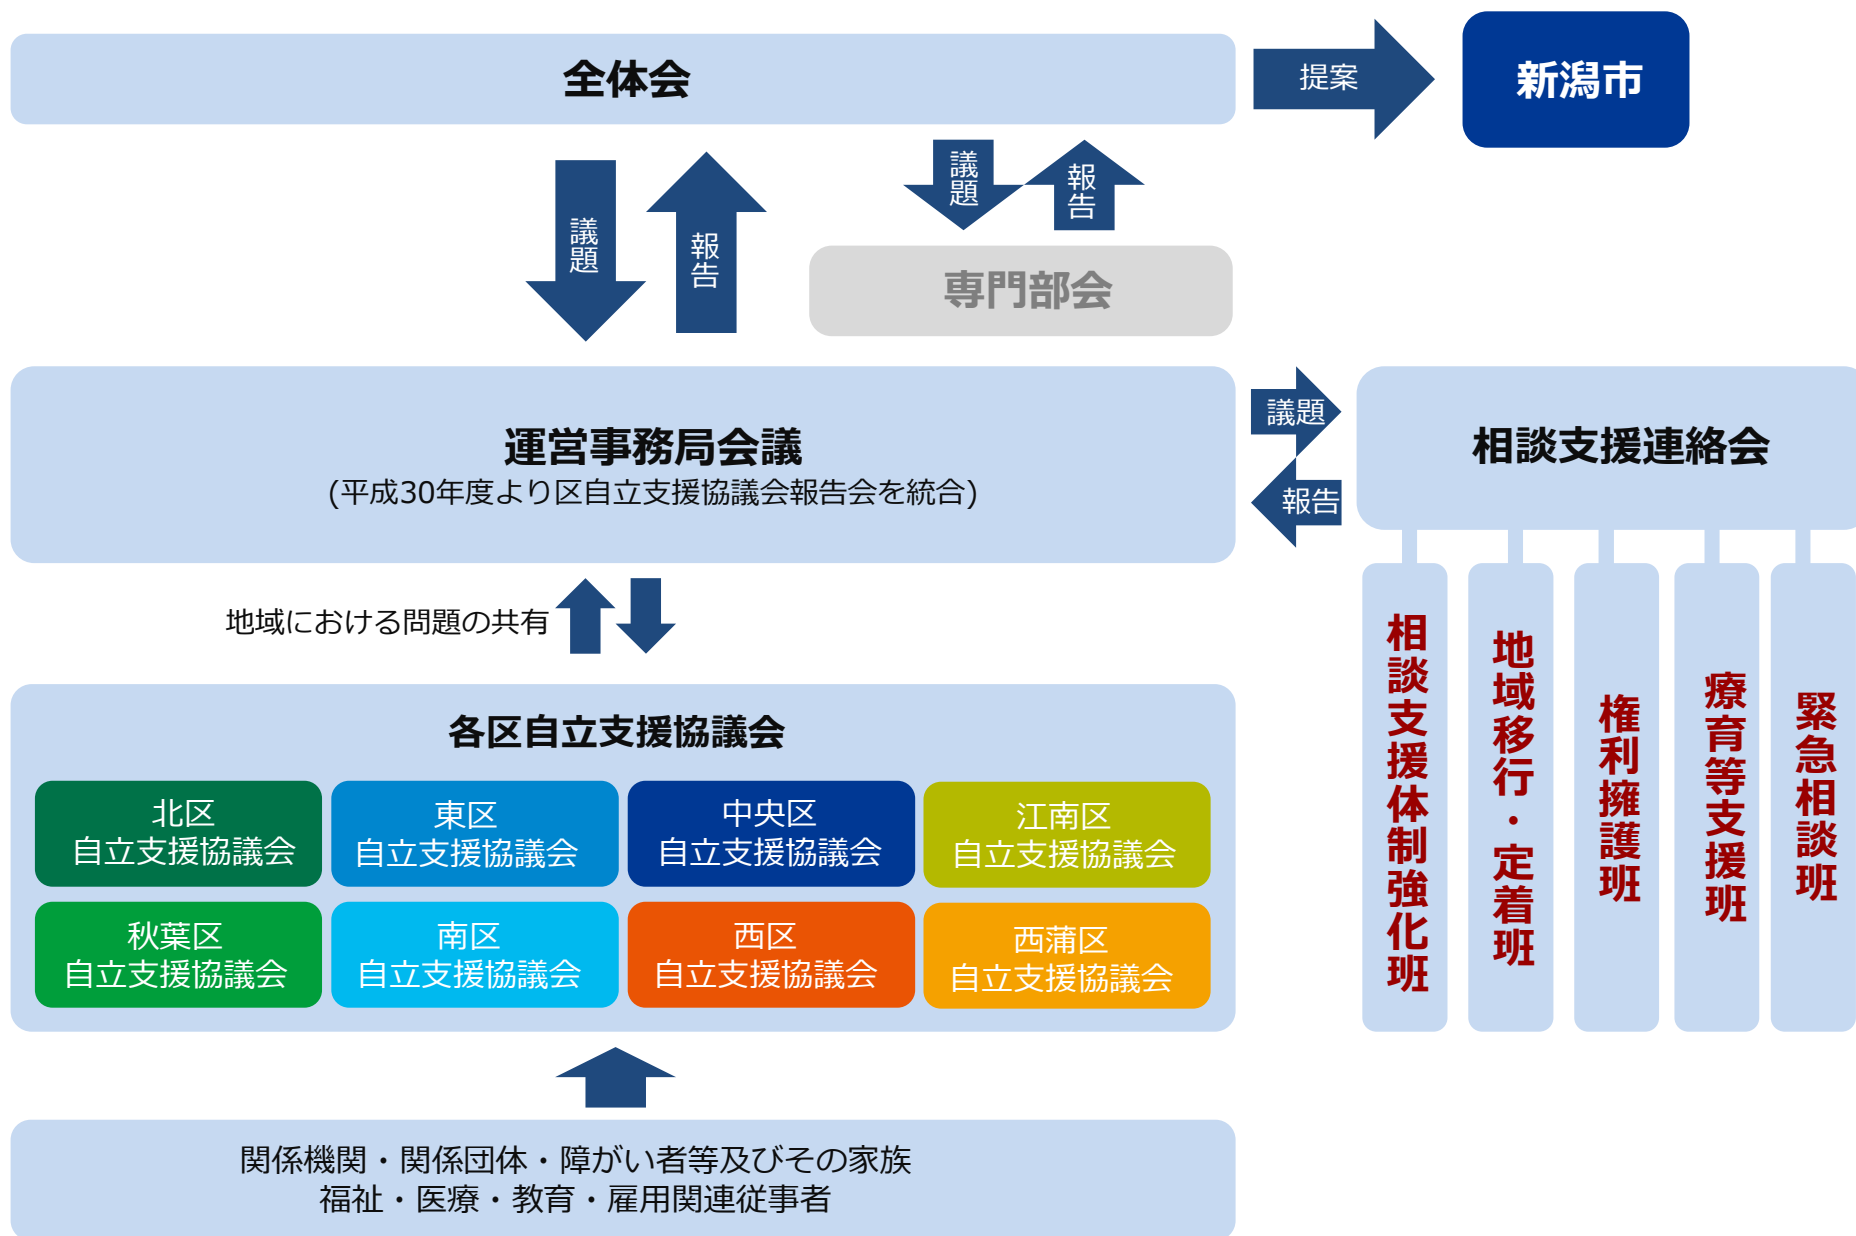 全体会
提案
新潟市
議題
報告
議題
報告
専門部会
運営事務局会議
(平成30年度より区自立支援協議会報告会を統合)
議題
報告
相談支援連絡会
地域における問題の共有
相談支援体制強化班
地域移行・定着班
権利擁護班
療育等支援班
緊急相談班
各区自立支援協議会
北区
自立支援協議会
東区
自立支援協議会
中央区
自立支援協議会
江南区
自立支援協議会
秋葉区
自立支援協議会
南区
自立支援協議会
西区
自立支援協議会
西蒲区
自立支援協議会
関係機関・関係団体・障がい者等及びその家族
福祉・医療・教育・雇用関連従事者